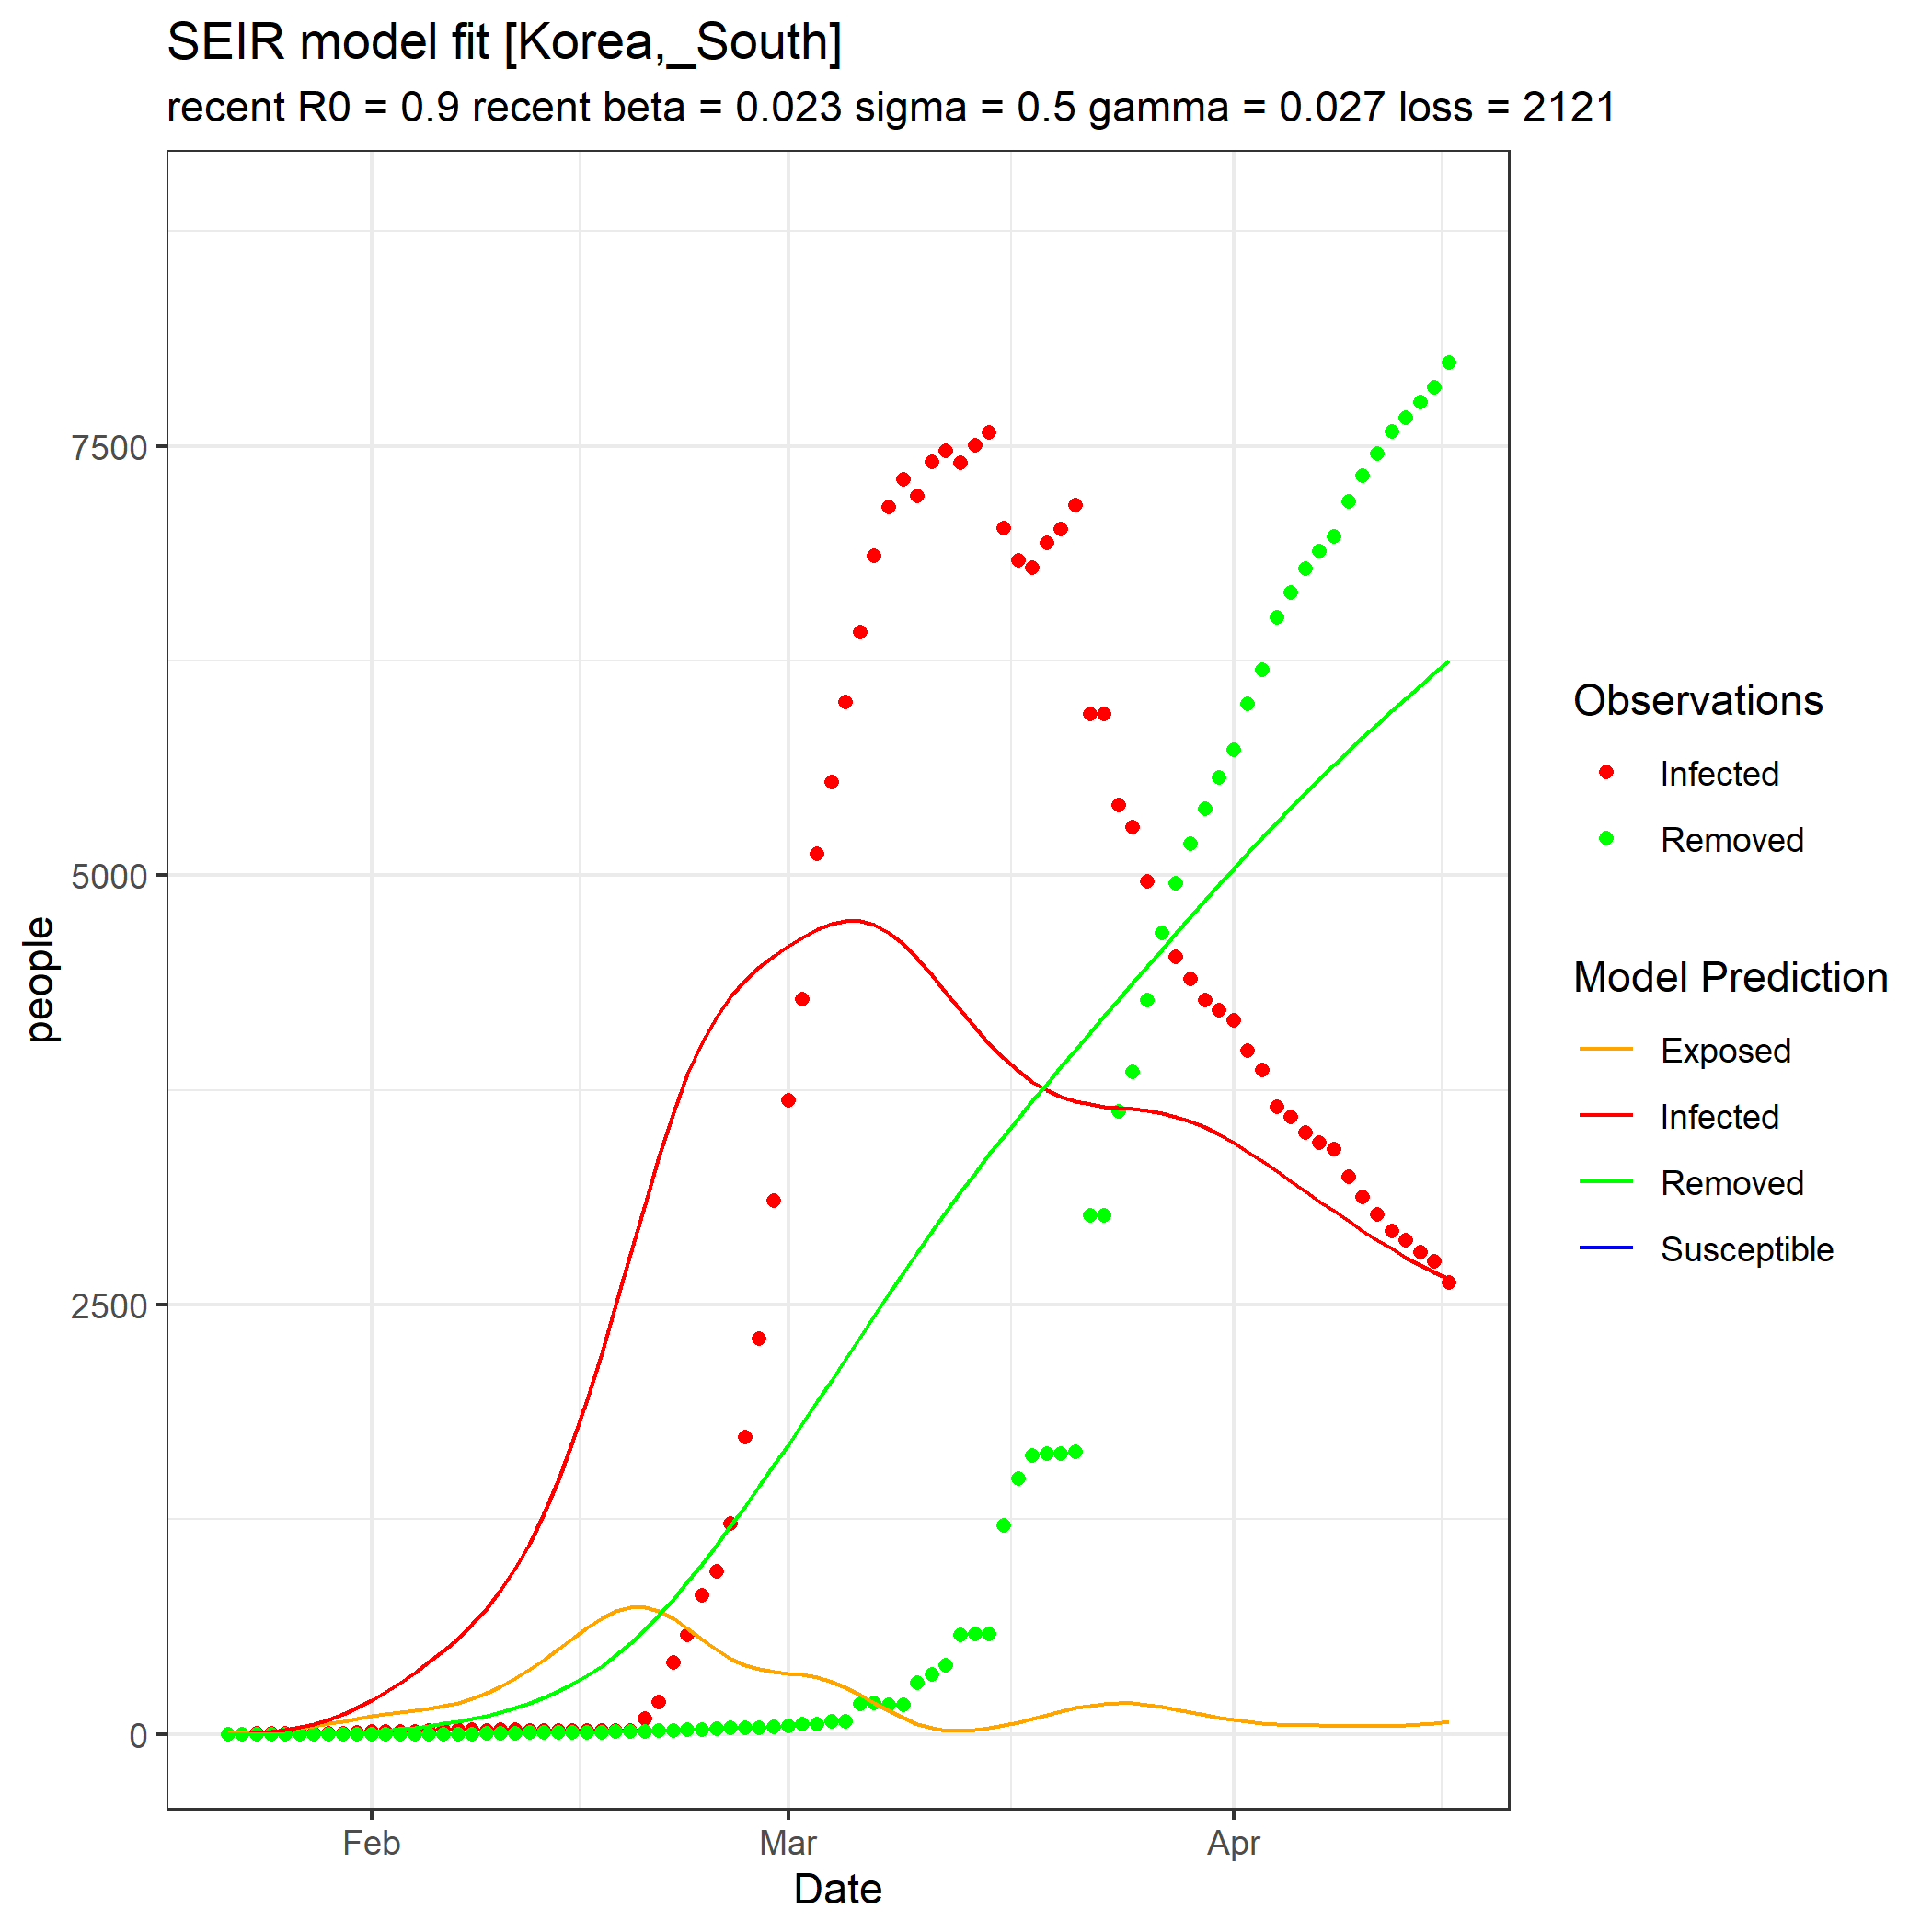 SEIR model fit [Korea,_South]
recent R0 = 0.9 recent beta = 0.023 sigma = 0.5 gamma = 0.027 loss = 2121
7500
5000
2500
0
people
Feb
Mar
Apr
Date
Observations
Infected
Removed
Model Prediction
Exposed
Infected
Removed
Susceptible